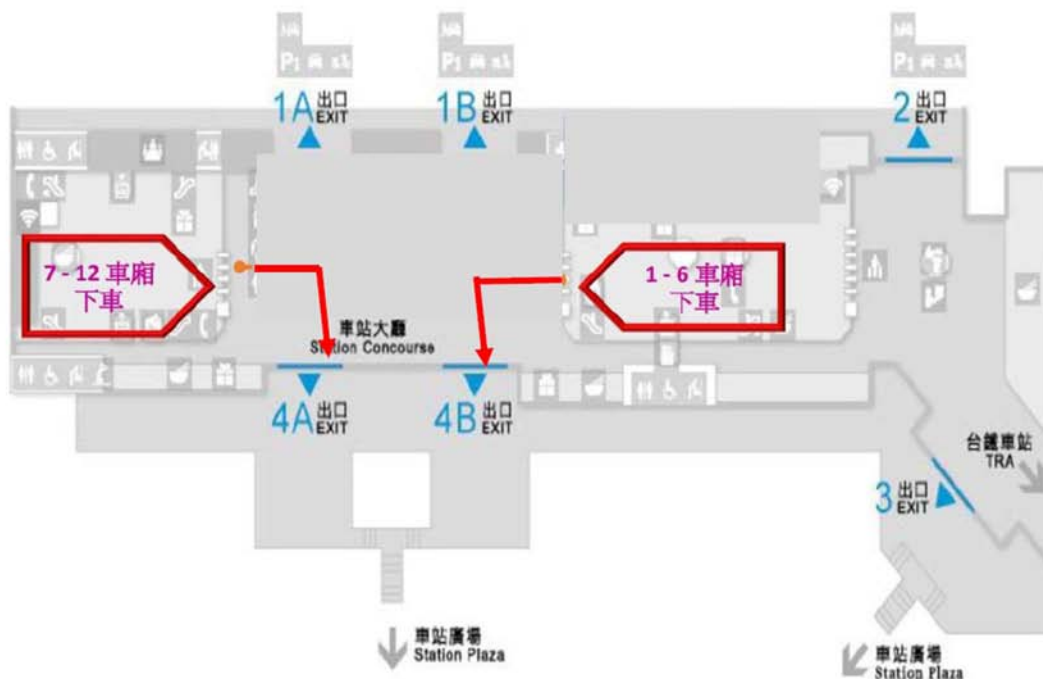 P1
P1
P1
1A 出口 EXIT
1B 出口 EXIT
2 出口 EXIT
7 - 12 車廂
下車
1 - 6 車廂
下車
車站大廳
Station Concourse
4A 出口 EXIT
4B 出口 EXIT
台鐵車站
TRA
3 出口 EXIT
車站廣場
Station Plaza
車站廣場
Station Plaza